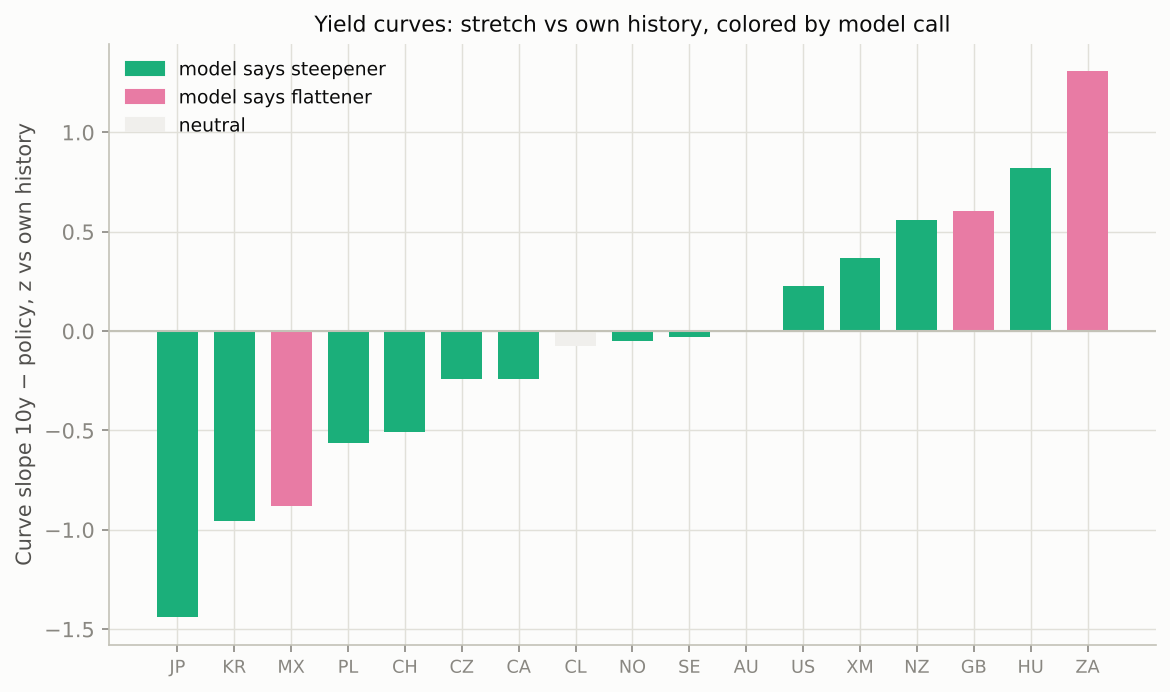 Yield curves: stretch vs own history, colored by model call
model says steepener
model says flattener
neutral
Curve slope 10y − policy, z vs own history
1.0
0.5
0.0
−0.5
−1.0
−1.5
JP KR MX PL CH CZ CA CL NO SE AU US XM NZ GB HU ZA